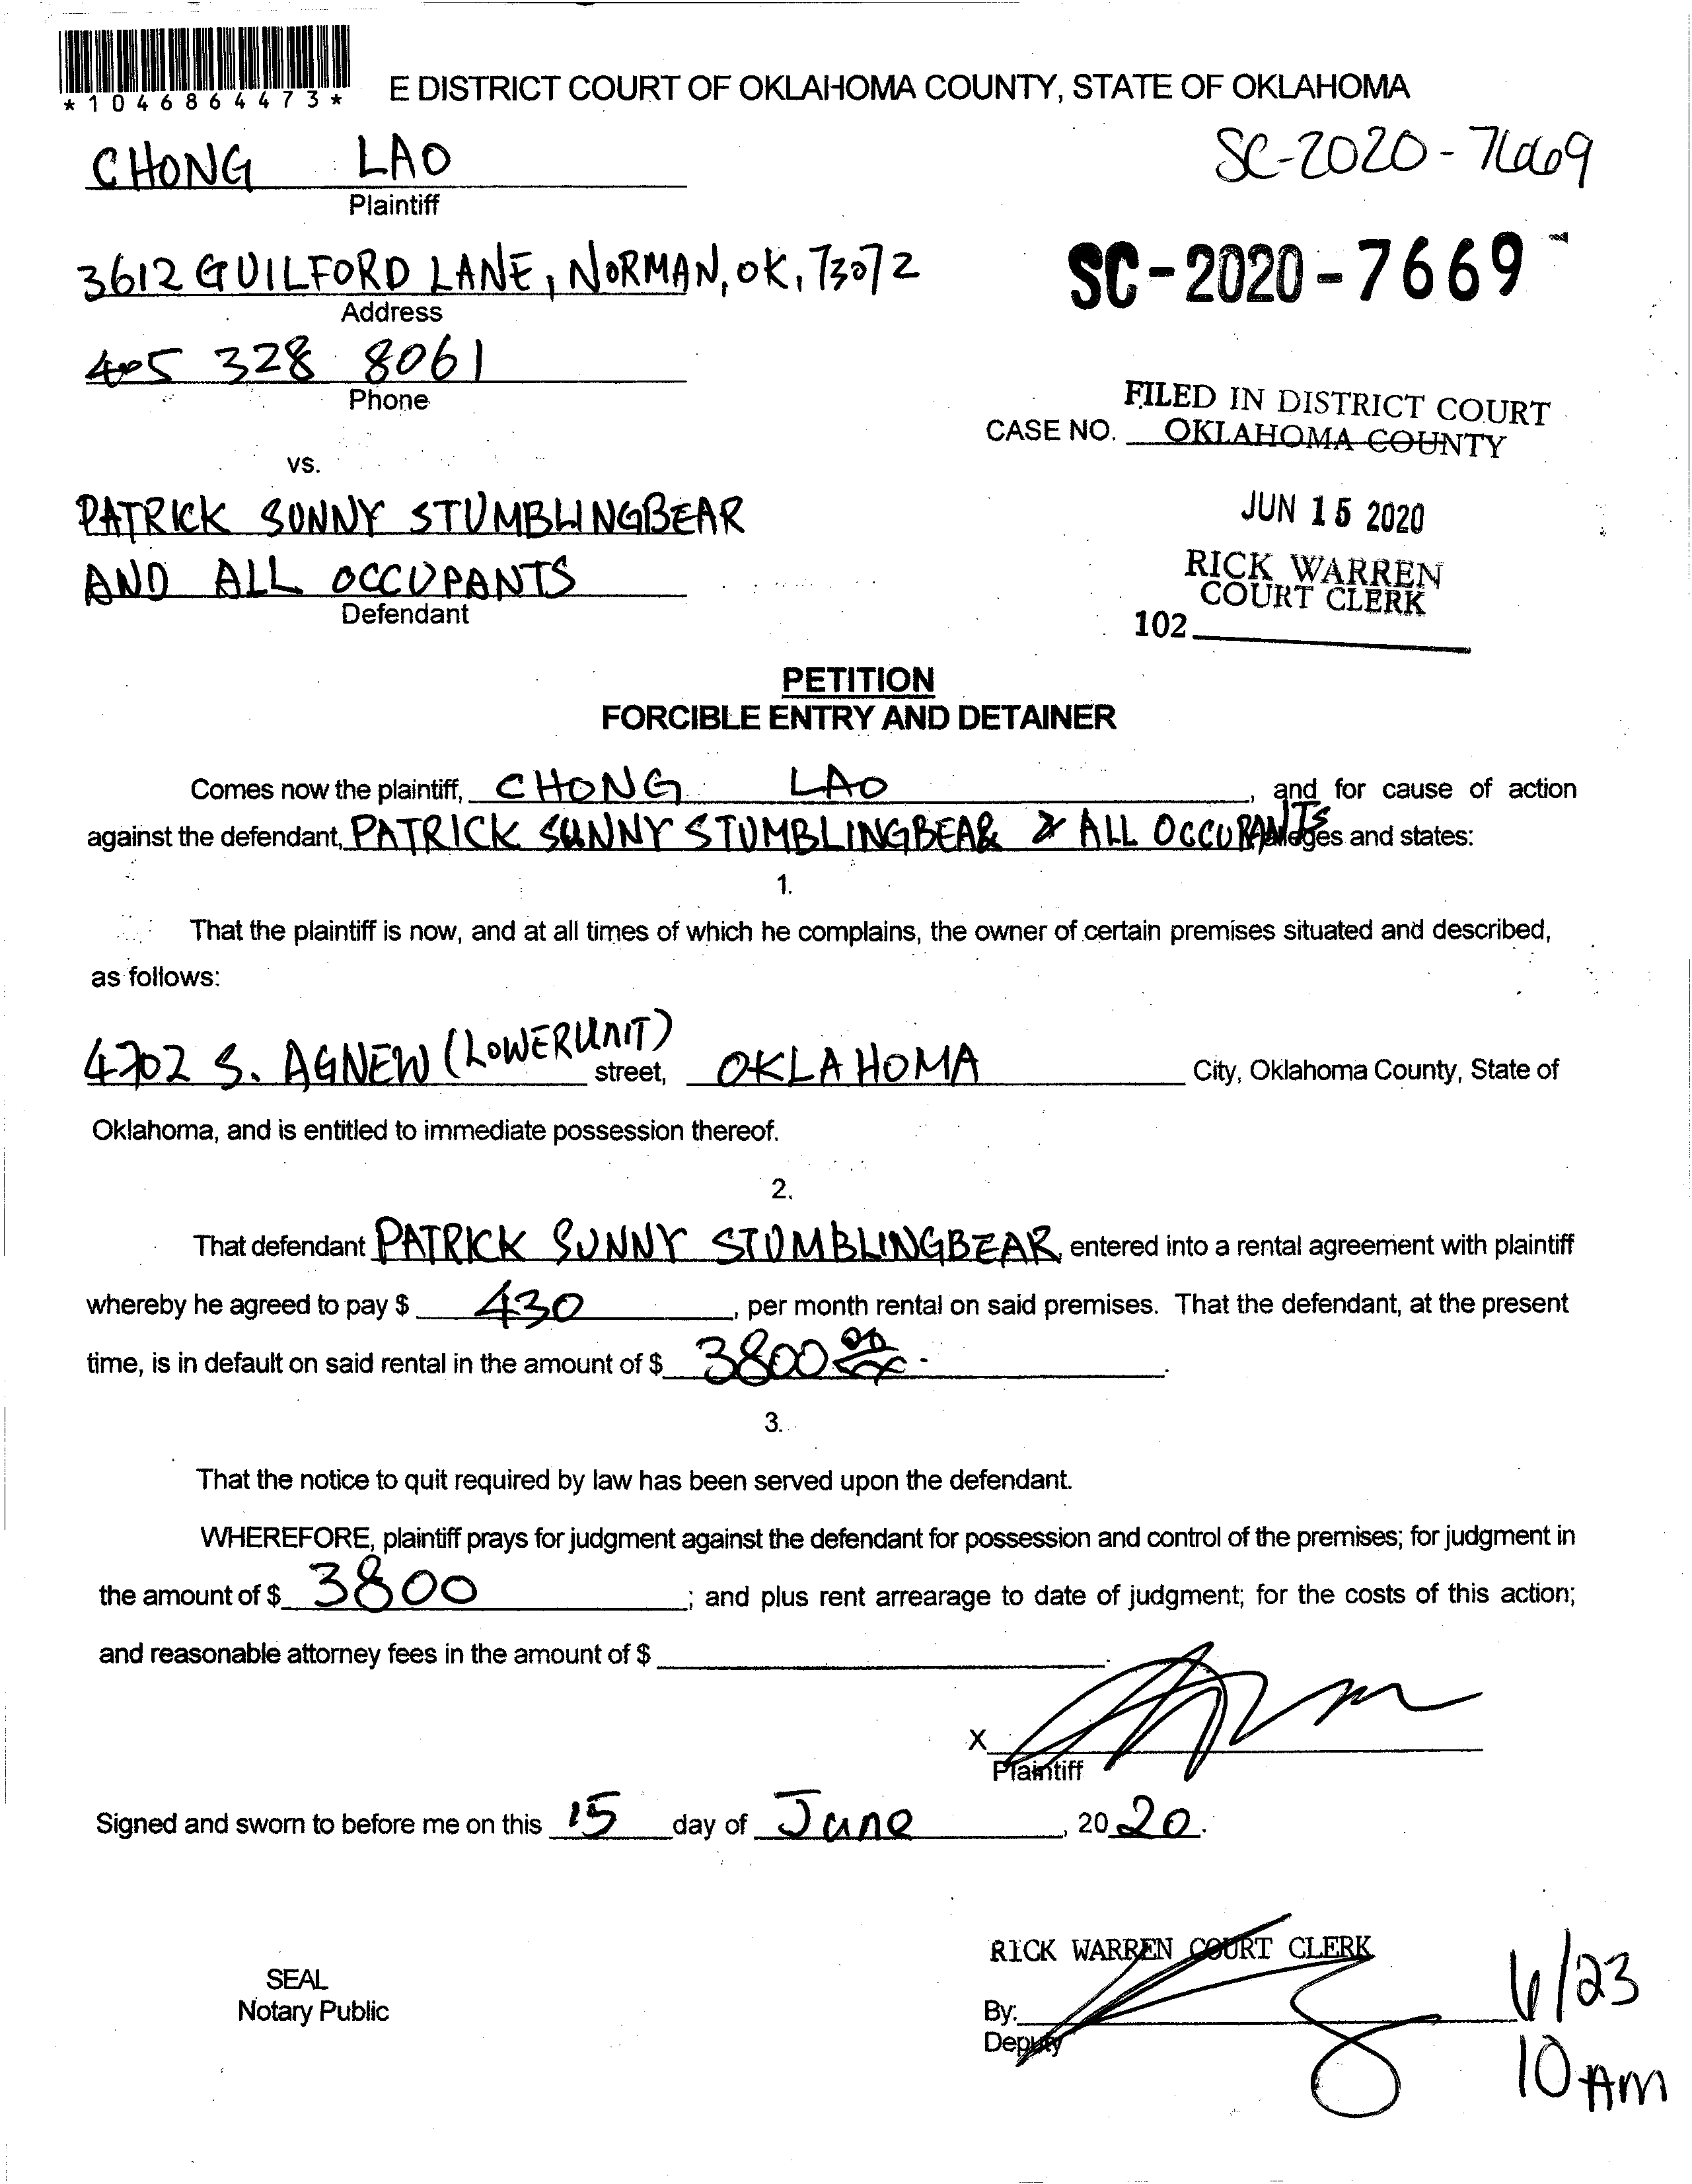 *1046864473*
E DISTRICT COURT OF OKLAHOMA COUNTY, STATE OF OKLAHOMA
CHONG LAO
Plaintiff
SC-2020-7669
3612 GUILFORD LANE, NORMAN, OK, 73072
Address
SC-2020-7669
405 328 8061
Phone
FILED IN DISTRICT COURT
CASE NO. OKLAHOMA COUNTY
vs.
PATRICK SUNNY STUMBLINGBEAR
JUN 15 2020
AND ALL OCCUPANTS
Defendant
RICK WARREN
COURT CLERK
102
PETITION
FORCIBLE ENTRY AND DETAINER
Comes now the plaintiff, CHONG LAO, and for cause of action
against the defendant, PATRICK SUNNY STUMBLINGBEAR & ALL OCCUPANTS alleges and states:
1.
That the plaintiff is now, and at all times of which he complains, the owner of certain premises situated and described,
as follows:
4702 S. AGNEW (LOWER UNIT) street, OKLAHOMA City, Oklahoma County, State of
Oklahoma, and is entitled to immediate possession thereof.
2.
That defendant PATRICK SUNNY STUMBLINGBEAR, entered into a rental agreement with plaintiff
whereby he agreed to pay $ 430, per month rental on said premises. That the defendant, at the present
time, is in default on said rental in the amount of $ 3800 00/xx.
3.
That the notice to quit required by law has been served upon the defendant.
WHEREFORE, plaintiff prays for judgment against the defendant for possession and control of the premises; for judgment in
the amount of $ 3800; and plus rent arrearage to date of judgment; for the costs of this action;
and reasonable attorney fees in the amount of $
X
Plaintiff
Signed and sworn to before me on this 15 day of June, 2020.
RICK WARREN COURT CLERK
SEAL
Notary Public
By:
Deputy
6/23
10 AM